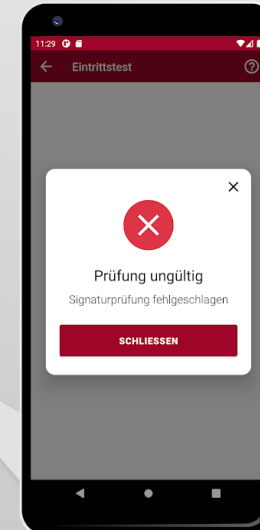 11:29
Eintrittstest
Prüfung ungültig
Signaturprüfung fehlgeschlagen
SCHLIESSEN